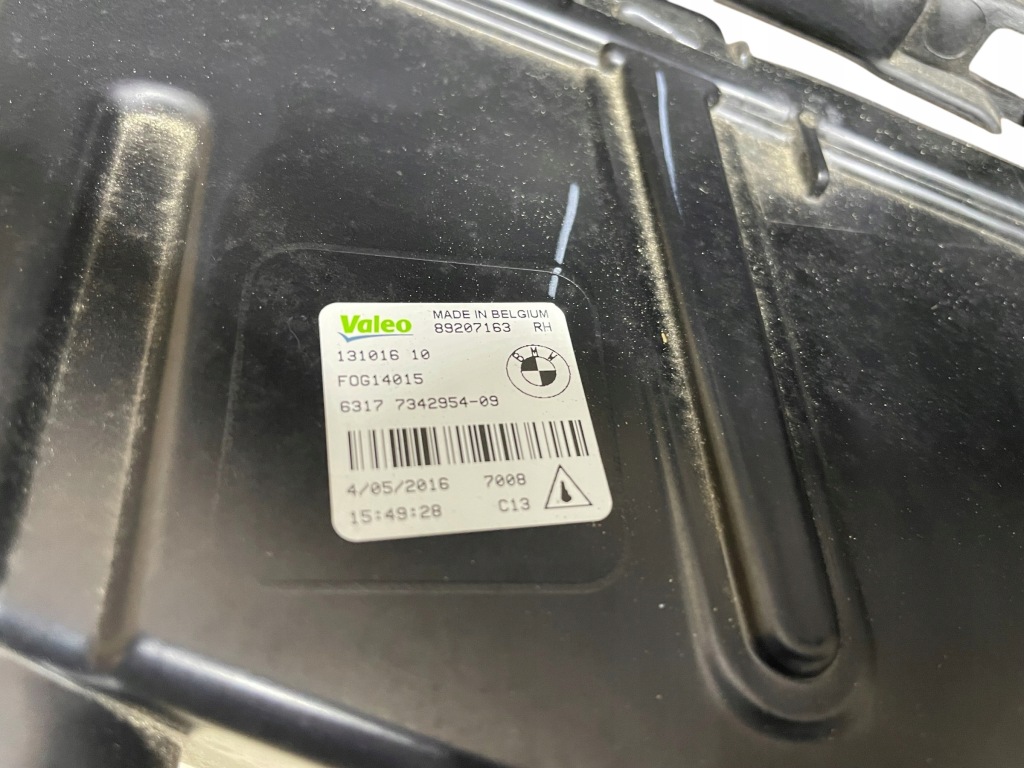 Valeo MADE IN BELGIUM
89207163 RH
131016 10
BMW
FOG14015
6317 7342954-09
4/05/2016 7008
15:49:28 C13